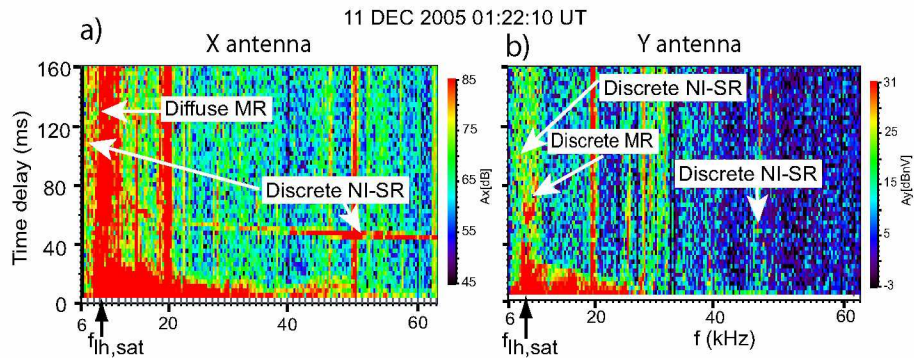 11 DEC 2005 01:22:10 UT
a)
X antenna
b)
Y antenna
160
120
80
40
0
Time delay (ms)
Diffuse MR
Discrete NI-SR
6
20
40
60
flh,sat
85
75
65
55
45
Ax[dB]
Discrete NI-SR
Discrete MR
Discrete NI-SR
6
20
40
60
f (kHz)
flh,sat
31
25
15
5
-3
Ay[dBnV]